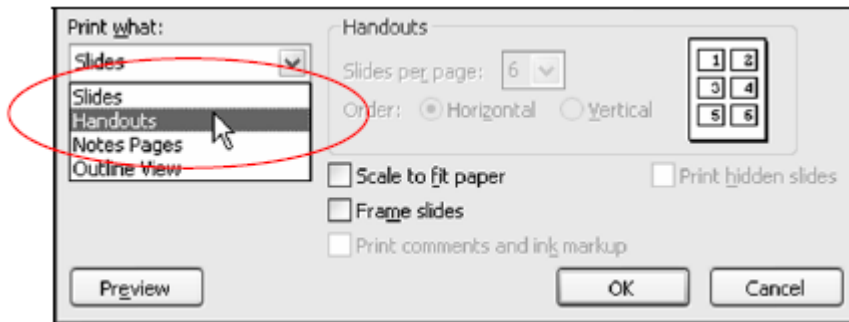 Print what:
Slides
Slides
Handouts
Notes Pages
Outline View
Handouts
Slides per page: 6
Order: Horizontal Vertical
1 2
3 4
5 6
Scale to fit paper
Print hidden slides
Frame slides
Print comments and ink markup
Preview
OK
Cancel